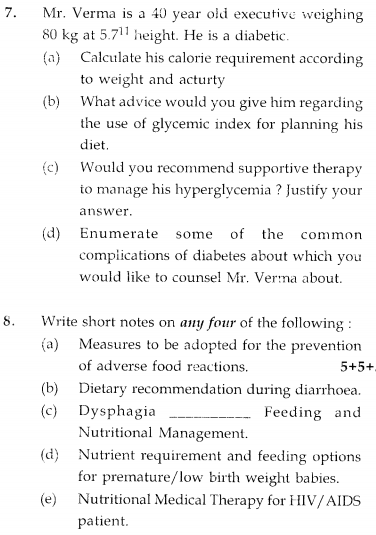 7. Mr. Verma is a 40 year old executive weighing
80 kg at 5.7¹¹ height. He is a diabetic.
(a) Calculate his calorie requirement according
to weight and acturty
(b) What advice would you give him regarding
the use of glycemic index for planning his
diet.
(c) Would you recommend supportive therapy
to manage his hyperglycemia ? Justify your
answer.
(d) Enumerate some of the common
complications of diabetes about which you
would like to counsel Mr. Verma about.
8. Write short notes on any four of the following :
(a) Measures to be adopted for the prevention
of adverse food reactions. 5+5+
(b) Dietary recommendation during diarrhoea.
(c) Dysphagia __________ Feeding and
Nutritional Management.
(d) Nutrient requirement and feeding options
for premature/low birth weight babies.
(e) Nutritional Medical Therapy for HIV/AIDS
patient.